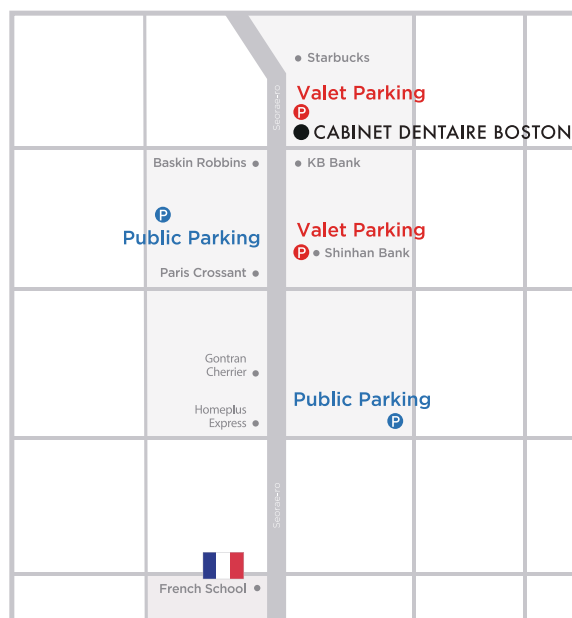 Starbucks
Seorae-ro
Valet Parking
P
CABINET DENTAIRE BOSTON
Baskin Robbins
KB Bank
P
Public Parking
Valet Parking
P
Shinhan Bank
Paris Crossant
Gontran
Cherrier
Public Parking
Homeplus
Express
P
Seorae-ro
French School